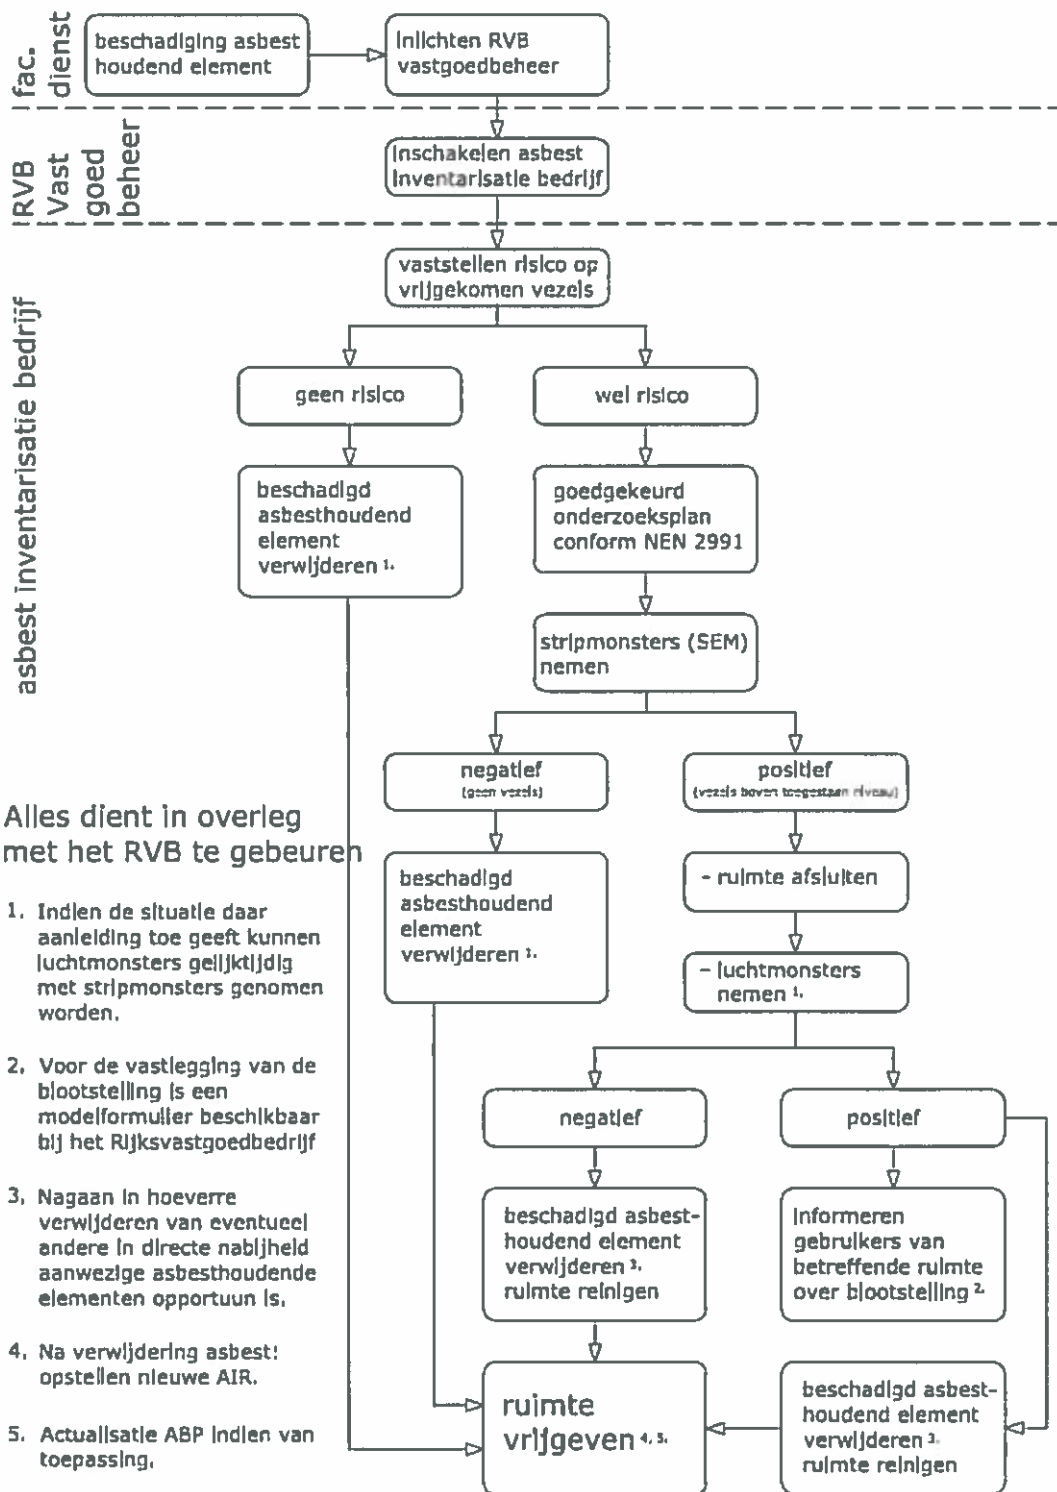 fac.
dienst
beschadiging asbest
houdend element
inlichten RVB
vastgoedbeheer
RVB
Vast
goed
beheer
inschakelen asbest
inventarisatie bedrijf
asbest inventarisatie bedrijf
vaststellen risico op
vrijgekomen vezels
geen risico
wel risico
beschadigd
asbesthoudend
element
verwijderen 1.
goedgekeurd
onderzoeksplan
conform NEN 2991
stripmonsters (SEM)
nemen
negatief
(geen vezels)
positief
(vezels boven toegestaan niveau)
beschadigd
asbesthoudend
element
verwijderen 3.
- ruimte afsluiten
- luchtmonsters
nemen 1.
negatief
positief
beschadigd asbest-
houdend element
verwijderen 3.
ruimte reinigen
informeren
gebruikers van
betreffende ruimte
over blootstelling 2.
ruimte
vrijgeven 4, 5.
beschadigd asbest-
houdend element
verwijderen 3.
ruimte reinigen
Alles dient in overleg
met het RVB te gebeuren
1. Indien de situatie daar
aanleiding toe geeft kunnen
luchtmonsters gelijktijdig
met stripmonsters genomen
worden.
2. Voor de vastlegging van de
blootstelling is een
modelformulier beschikbaar
bij het Rijksvastgoedbedrijf
3. Nagaan in hoeverre
verwijderen van eventueel
andere in directe nabijheid
aanwezige asbesthoudende
elementen opportuun is.
4. Na verwijdering asbest:
opstellen nieuwe AIR.
5. Actualisatie ABP indien van
toepassing.